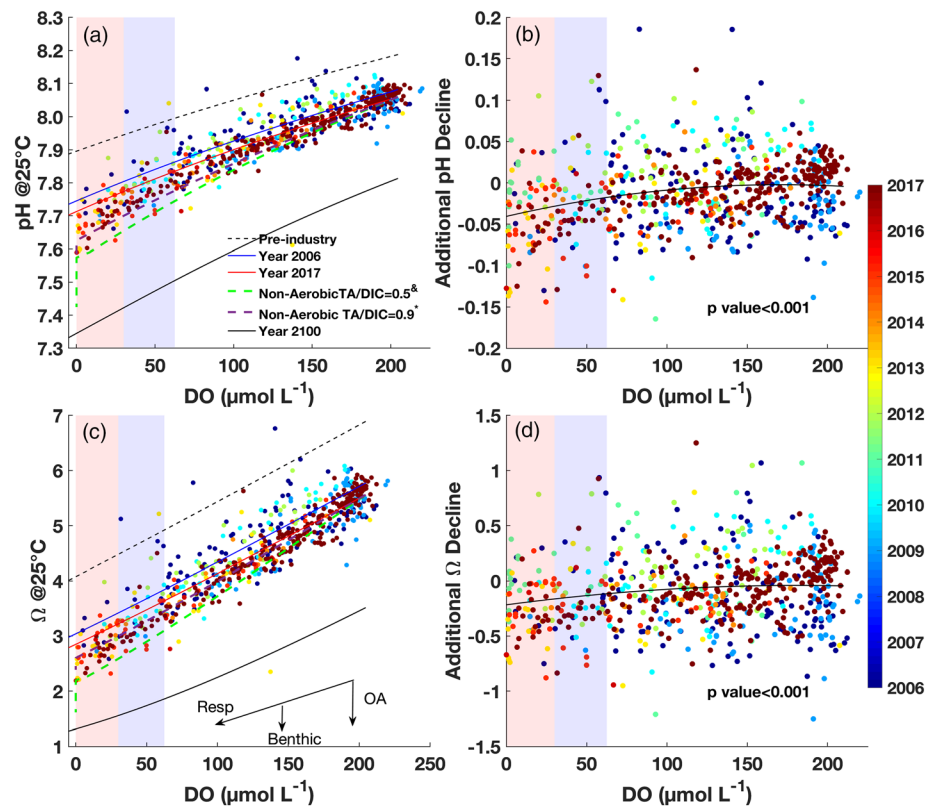 (a)
8.3
8.2
8.1
8
7.9
7.8
7.7
7.6
7.5
7.4
7.3
pH @25°C
Pre-industry
Year 2006
Year 2017
Non-AerobicTA/DIC=0.5&
Non-Aerobic TA/DIC=0.9*
Year 2100
0 50 100 150 200
DO (µmol L⁻¹)
(b)
0.2
0.15
0.1
0.05
0
-0.05
-0.1
-0.15
-0.2
Additional pH Decline
p value<0.001
0 50 100 150 200
DO (µmol L⁻¹)
(c)
7
6
5
4
3
2
1
Ω @25°C
Resp
OA
Benthic
0 50 100 150 200 250
DO (µmol L⁻¹)
(d)
1.5
1
0.5
0
-0.5
-1
-1.5
Additional Ω Decline
p value<0.001
0 50 100 150 200
DO (µmol L⁻¹)
2017
2016
2015
2014
2013
2012
2011
2010
2009
2008
2007
2006